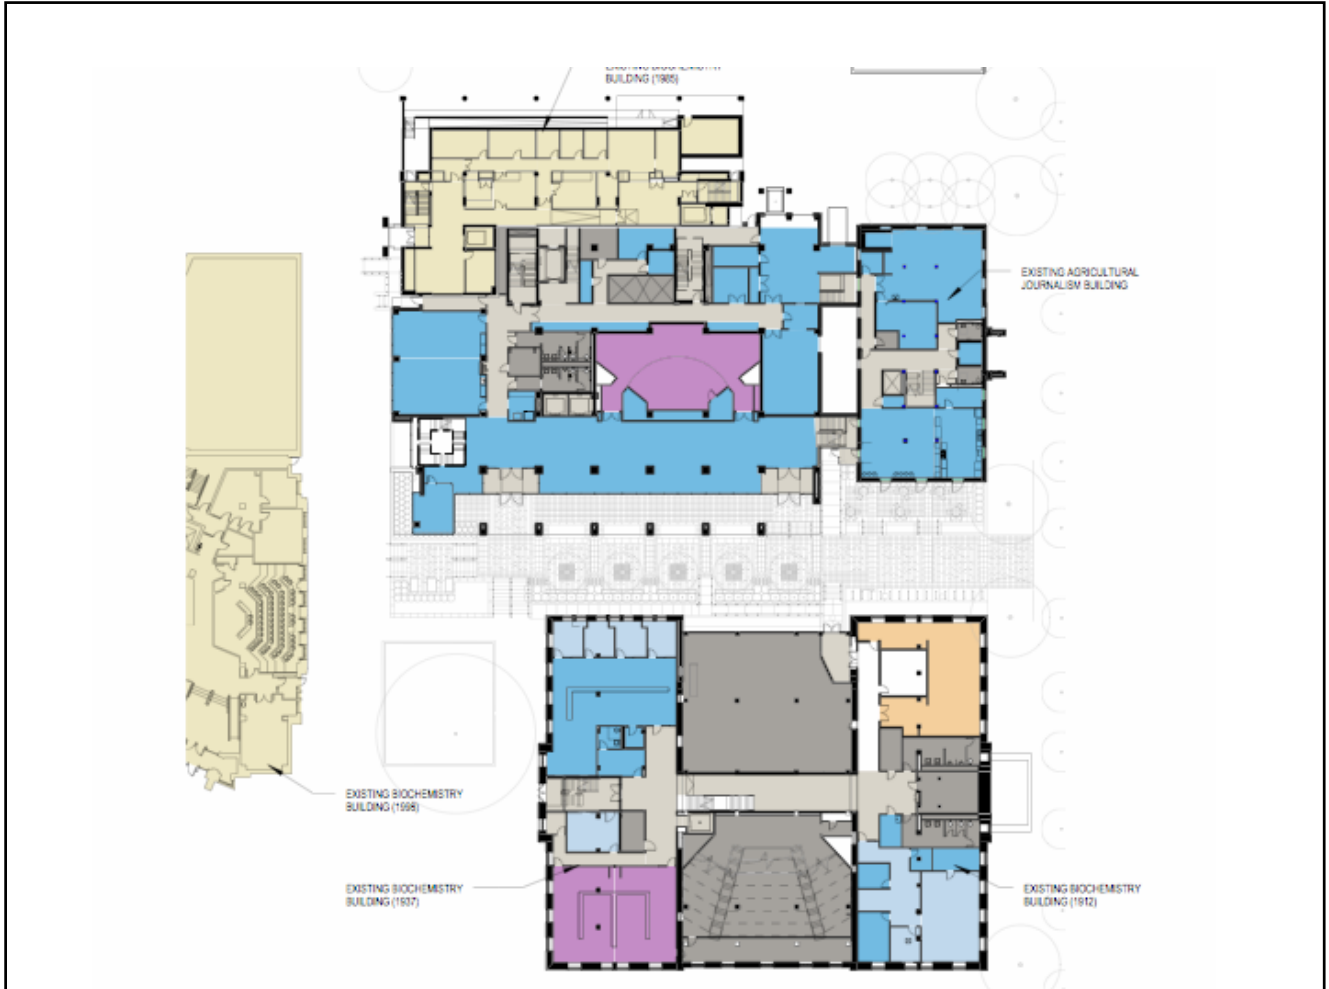 BUILDING (1985)
EXISTING AGRICULTURAL
JOURNALISM BUILDING
EXISTING BIOCHEMISTRY
BUILDING (1998)
EXISTING BIOCHEMISTRY
BUILDING (1937)
EXISTING BIOCHEMISTRY
BUILDING (1912)